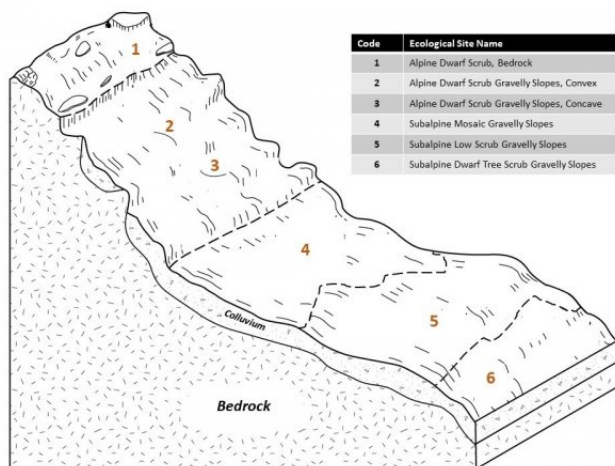 Code Ecological Site Name
1 Alpine Dwarf Scrub, Bedrock
2 Alpine Dwarf Scrub Gravelly Slopes, Convex
3 Alpine Dwarf Scrub Gravelly Slopes, Concave
4 Subalpine Mosaic Gravelly Slopes
5 Subalpine Low Scrub Gravelly Slopes
6 Subalpine Dwarf Tree Scrub Gravelly Slopes
1
2
3
4
5
6
Colluvium
Bedrock